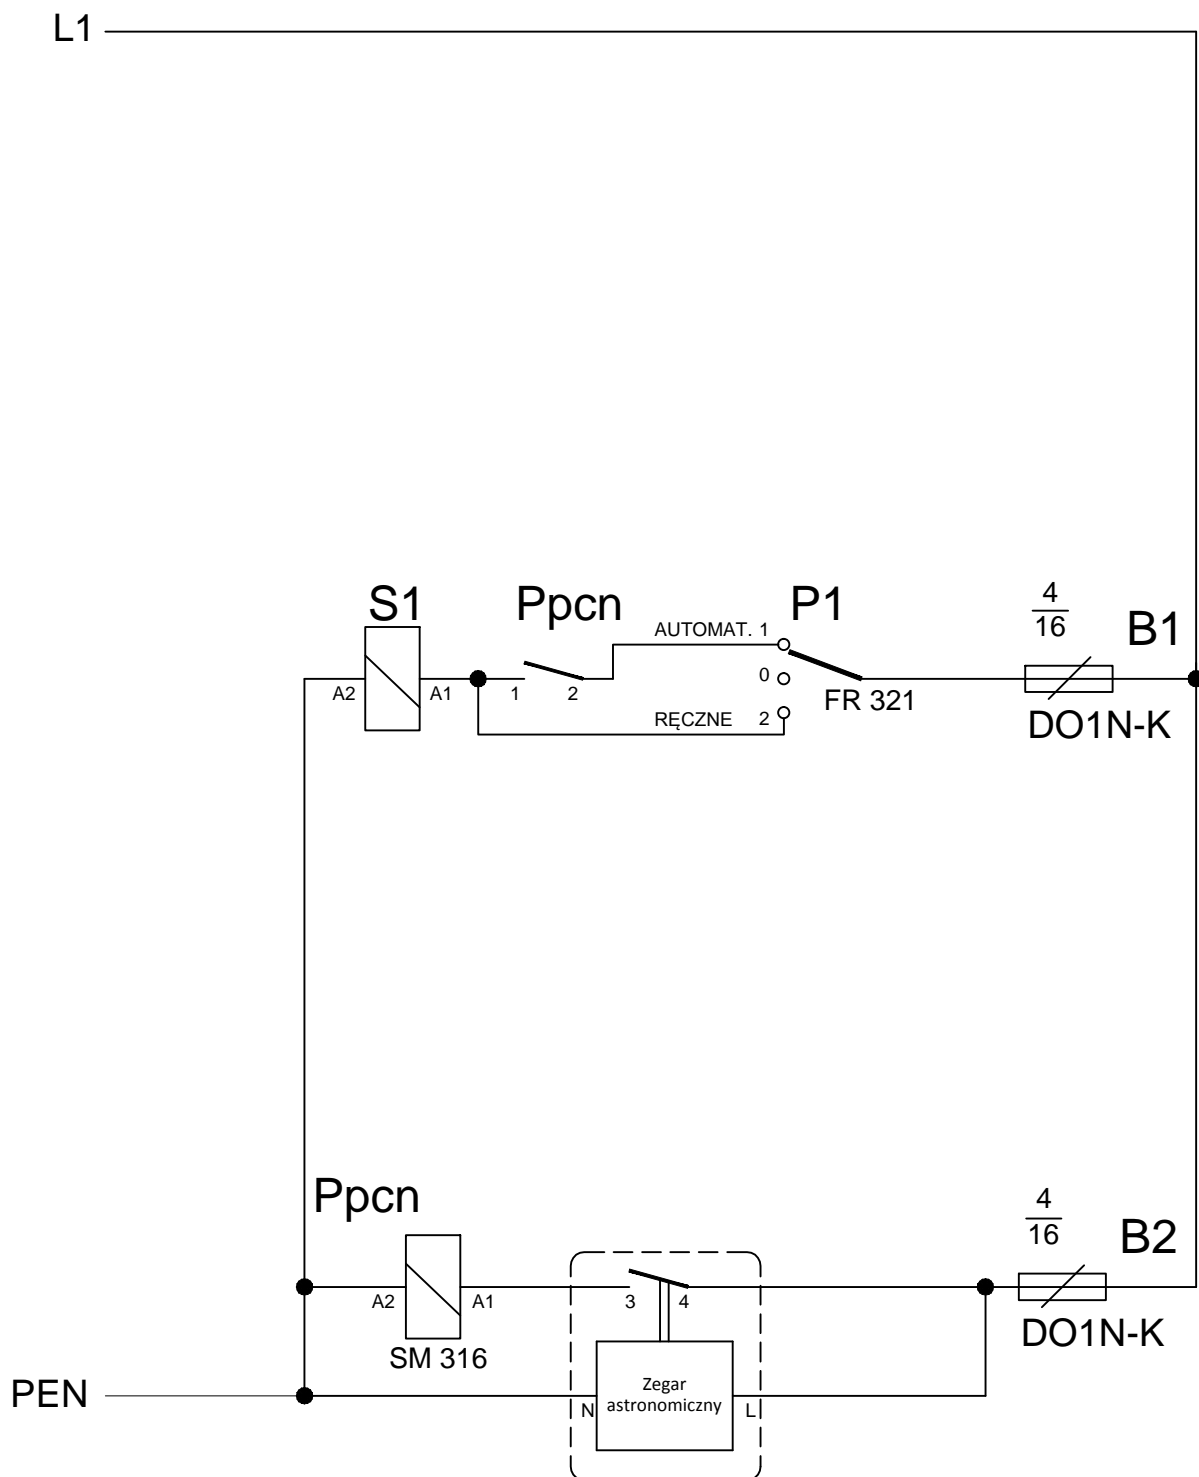 L1
S1
Ppcn
P1
4
16
B1
AUTOMAT. 1
0
A2
A1
1
2
FR 321
RĘCZNE 2
DO1N-K
Ppcn
4
16
B2
A2
A1
3
4
SM 316
DO1N-K
PEN
N
Zegar
astronomiczny
L